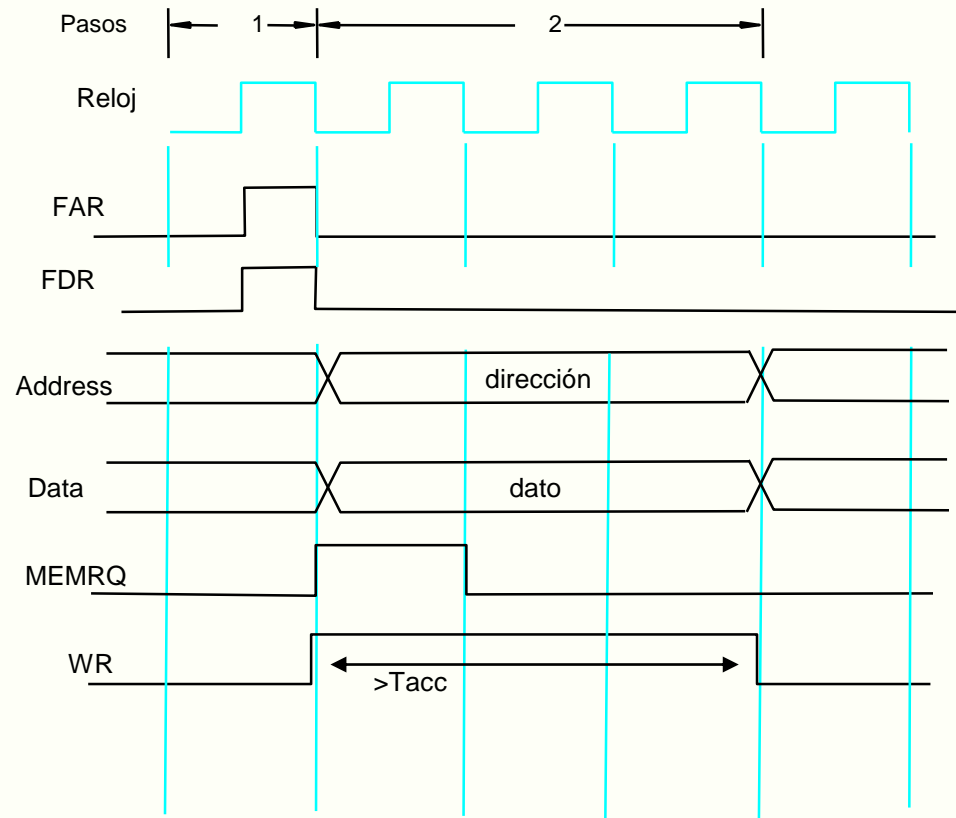 Pasos 1 2
Reloj
FAR
FDR
Address dirección
Data dato
MEMRQ
WR
>Tacc